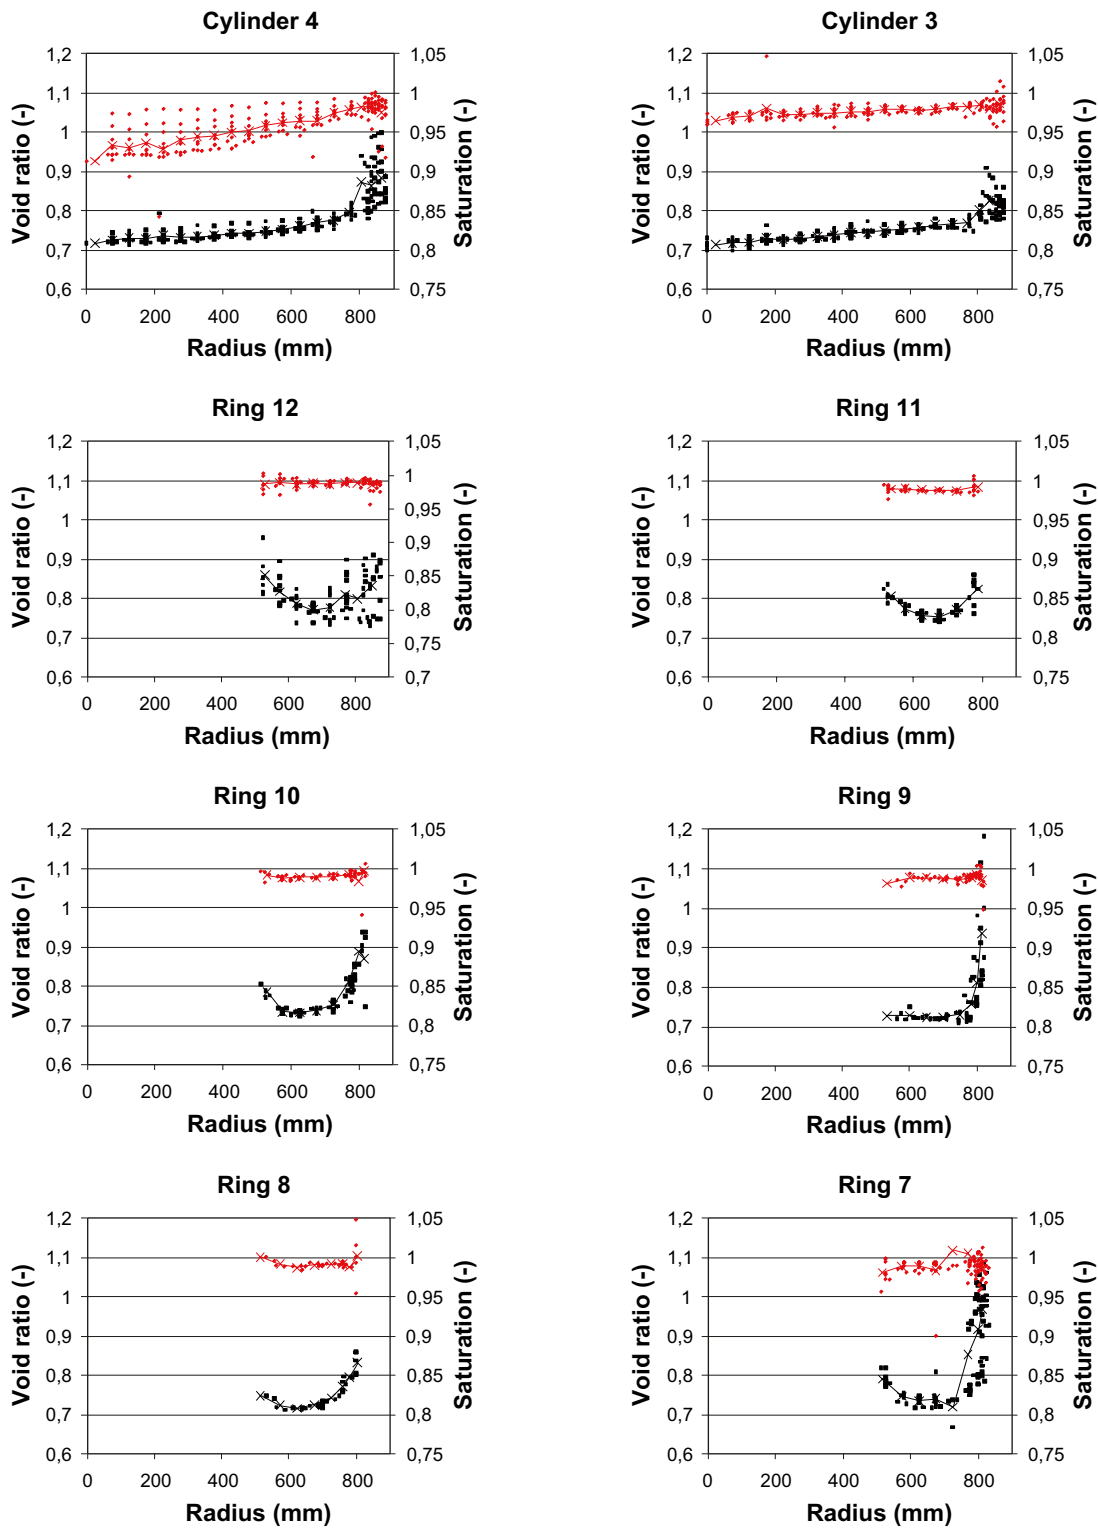 Cylinder 4
1,2
1,1
1
0,9
0,8
0,7
0,6
Void ratio (-)
1,05
1
0,95
0,9
0,85
0,8
0,75
Saturation (-)
0 200 400 600 800
Radius (mm)
Cylinder 3
1,2
1,1
1
0,9
0,8
0,7
0,6
Void ratio (-)
1,05
1
0,95
0,9
0,85
0,8
0,75
Saturation (-)
0 200 400 600 800
Radius (mm)
Ring 12
1,2
1,1
1
0,9
0,8
0,7
0,6
Void ratio (-)
1,05
1
0,95
0,9
0,85
0,8
0,75
0,7
Saturation (-)
0 200 400 600 800
Radius (mm)
Ring 11
1,2
1,1
1
0,9
0,8
0,7
0,6
Void ratio (-)
1,05
1
0,95
0,9
0,85
0,8
0,75
Saturation (-)
0 200 400 600 800
Radius (mm)
Ring 10
1,2
1,1
1
0,9
0,8
0,7
0,6
Void ratio (-)
1,05
1
0,95
0,9
0,85
0,8
0,75
Saturation (-)
0 200 400 600 800
Radius (mm)
Ring 9
1,2
1,1
1
0,9
0,8
0,7
0,6
Void ratio (-)
1,05
1
0,95
0,9
0,85
0,8
0,75
Saturation (-)
0 200 400 600 800
Radius (mm)
Ring 8
1,2
1,1
1
0,9
0,8
0,7
0,6
Void ratio (-)
1,05
1
0,95
0,9
0,85
0,8
0,75
Saturation (-)
0 200 400 600 800
Radius (mm)
Ring 7
1,2
1,1
1
0,9
0,8
0,7
0,6
Void ratio (-)
1,05
1
0,95
0,9
0,85
0,8
0,75
Saturation (-)
0 200 400 600 800
Radius (mm)